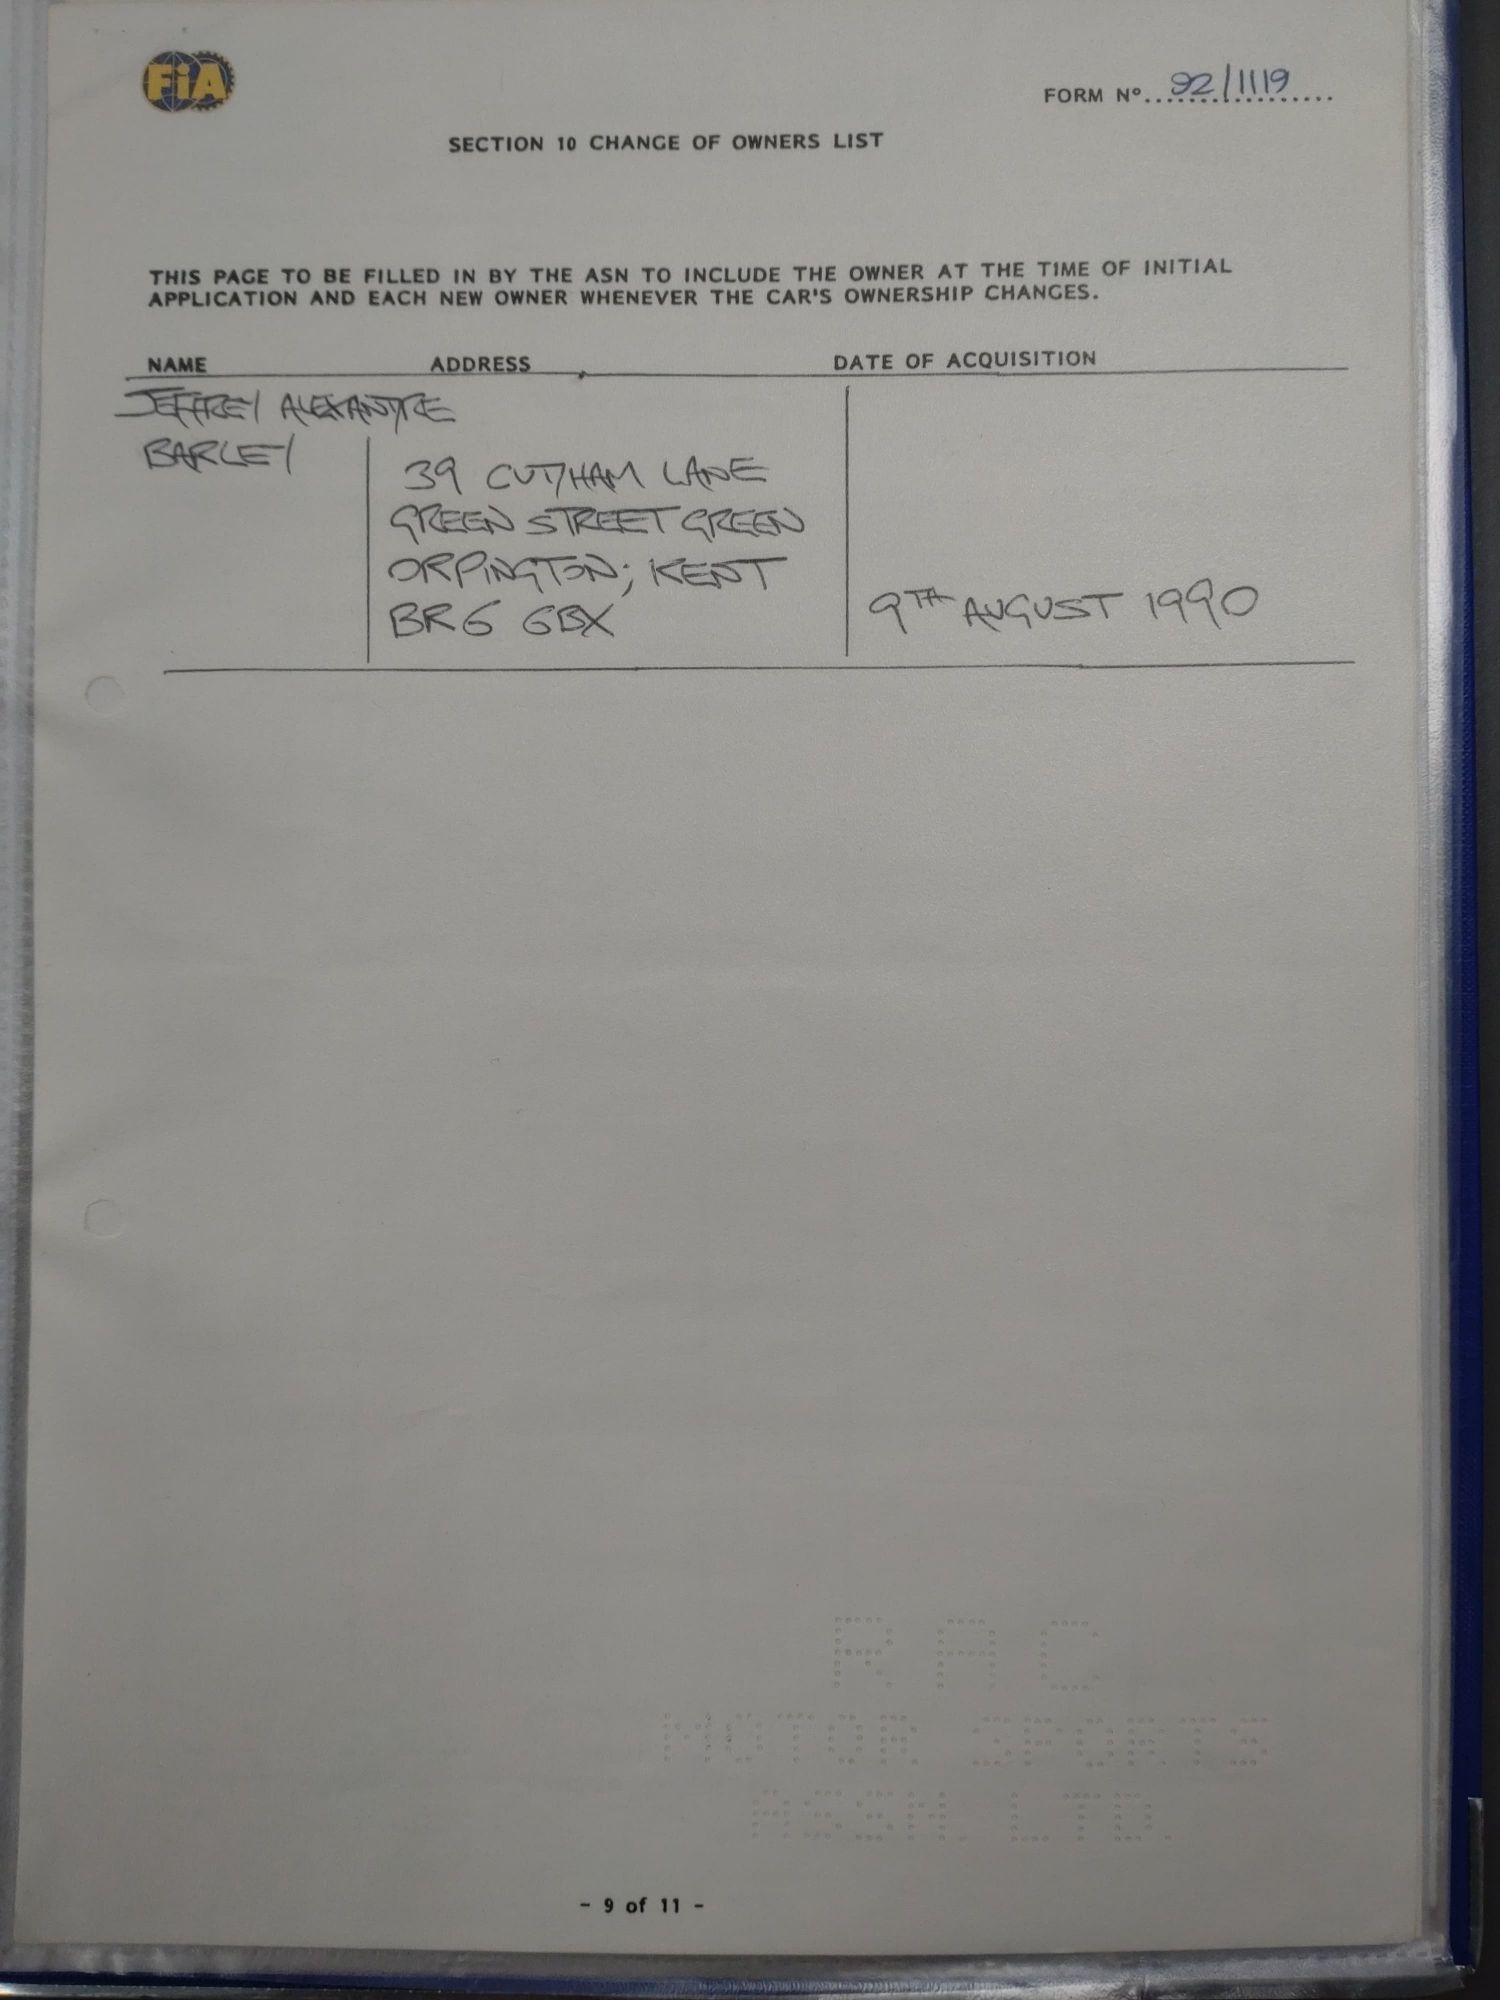 FiA
FORM Nº 92/1119
SECTION 10 CHANGE OF OWNERS LIST
THIS PAGE TO BE FILLED IN BY THE ASN TO INCLUDE THE OWNER AT THE TIME OF INITIAL
APPLICATION AND EACH NEW OWNER WHENEVER THE CAR'S OWNERSHIP CHANGES.
NAME ADDRESS DATE OF ACQUISITION
JEFFREY
BARLEY
39 CUDHAM LANE
GREEN STREET GREEN
ORPINGTON; KENT
BR6 6BX
9TH AUGUST 1990
RAC
MOTOR SPORTS
ASSN. LTD.
- 9 of 11 -